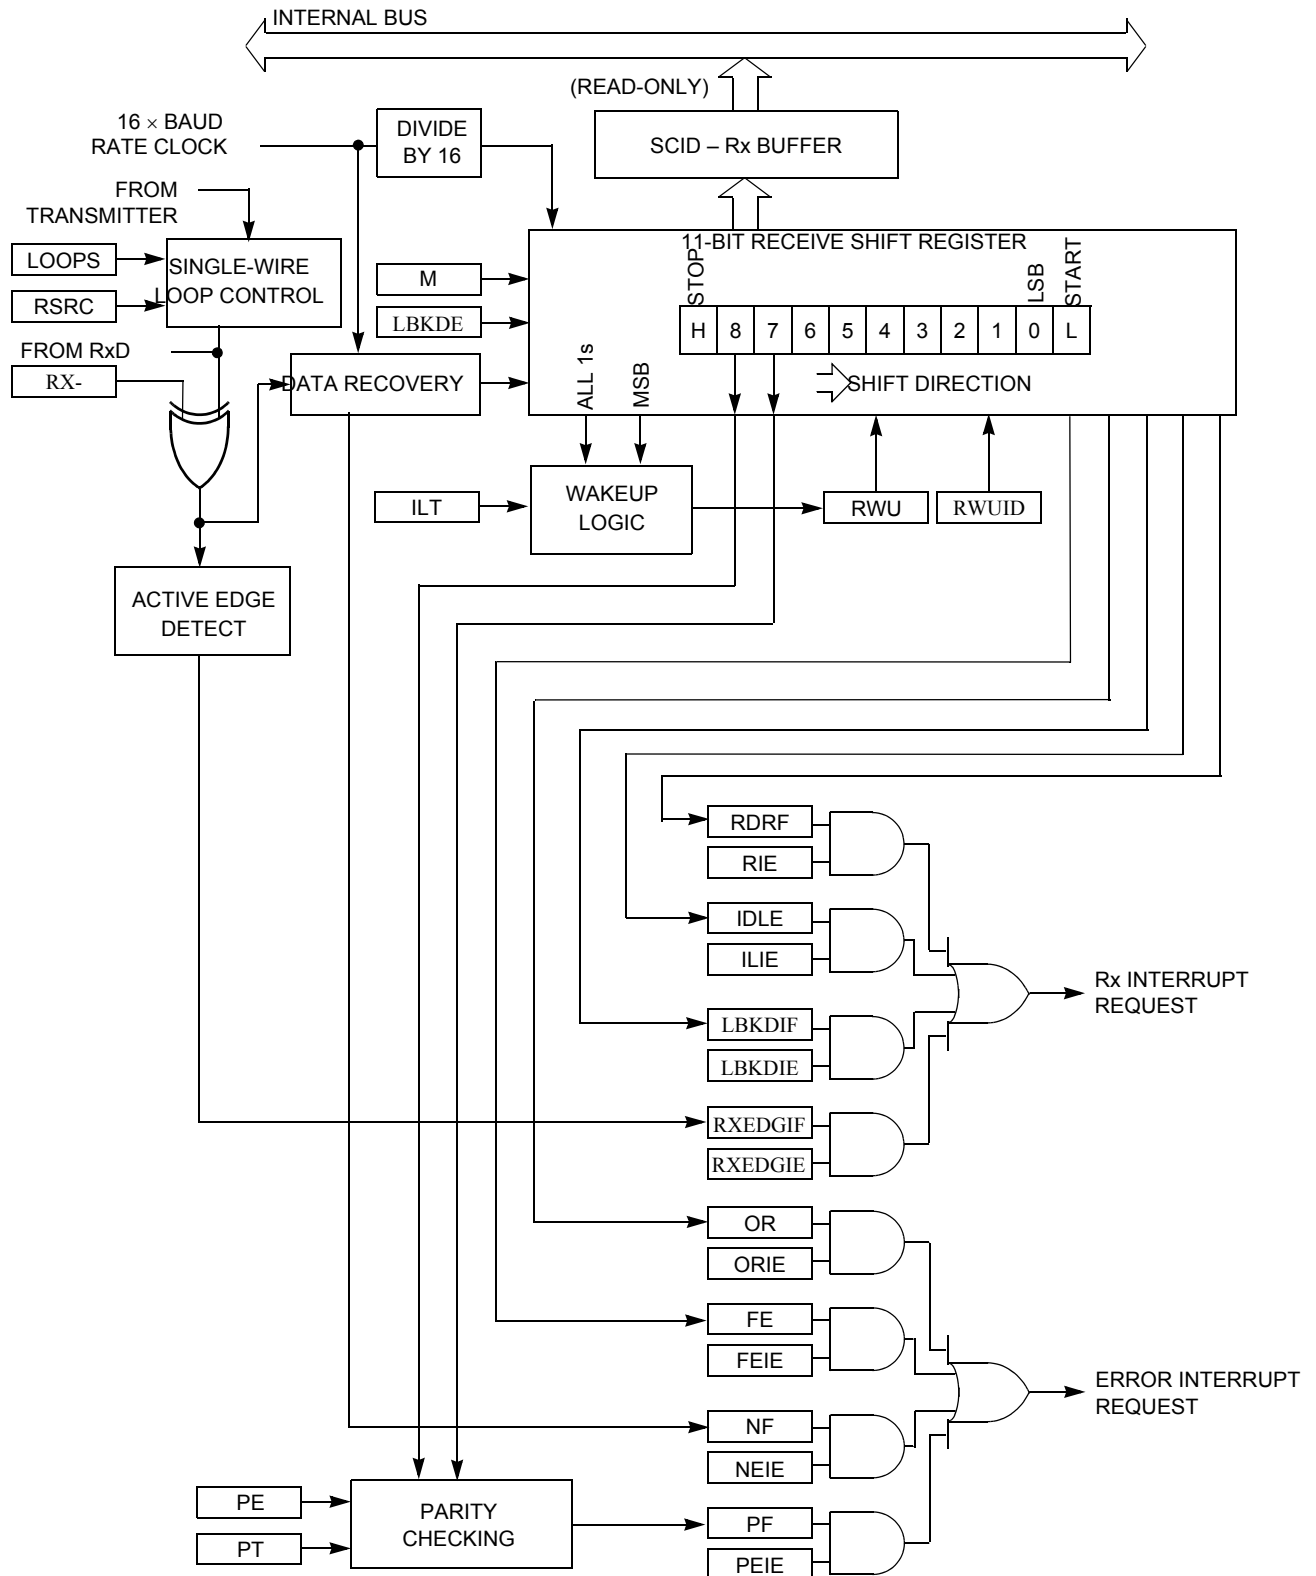 INTERNAL BUS
(READ-ONLY)
16 × BAUD
RATE CLOCK
DIVIDE
BY 16
SCID – Rx BUFFER
FROM
TRANSMITTER
LOOPS
RSRC
SINGLE-WIRE
LOOP CONTROL
M
LBKDE
11-BIT RECEIVE SHIFT REGISTER
STOP
LSB
START
H 8 7 6 5 4 3 2 1 0 L
FROM RxD
RX-
DATA RECOVERY
ALL 1s
MSB
SHIFT DIRECTION
ILT
WAKEUP
LOGIC
RWU
RWUID
ACTIVE EDGE
DETECT
RDRF
RIE
IDLE
ILIE
Rx INTERRUPT
REQUEST
LBKDIF
LBKDIE
RXEDGIF
RXEDGIE
OR
ORIE
FE
FEIE
ERROR INTERRUPT
REQUEST
NF
NEIE
PE
PT
PARITY
CHECKING
PF
PEIE